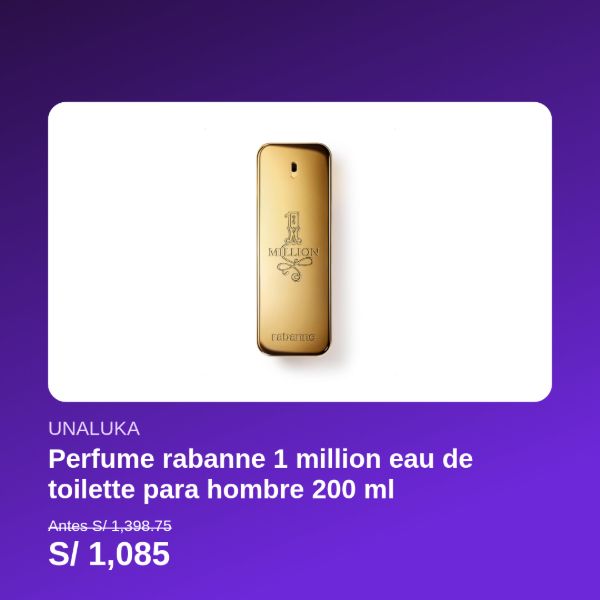 1
MILLION
rabanne
UNALUKA
Perfume rabanne 1 million eau de
toilette para hombre 200 ml
Antes S/ 1,398.75
S/ 1,085